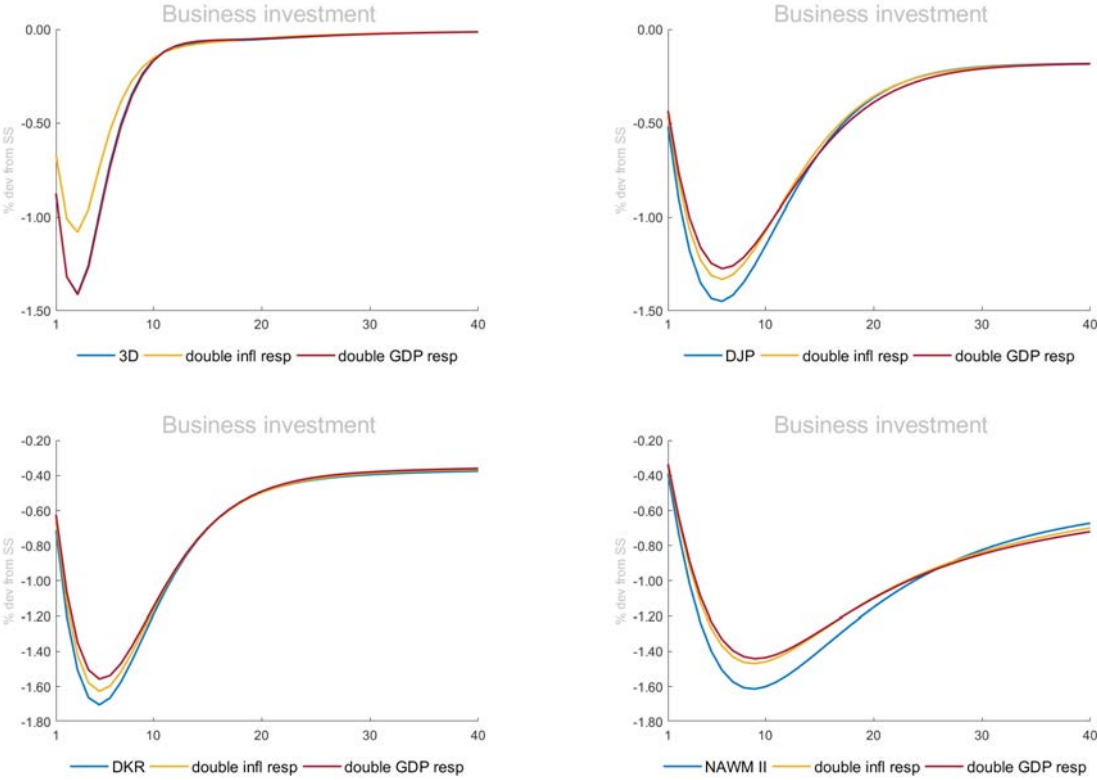 Business investment
0.00
-0.50
-1.00
-1.50
% dev from SS
1 10 20 30 40
3D double infl resp double GDP resp
Business investment
0.00
-0.50
-1.00
-1.50
% dev from SS
1 10 20 30 40
DJP double infl resp double GDP resp
Business investment
-0.20
-0.40
-0.60
-0.80
-1.00
-1.20
-1.40
-1.60
-1.80
% dev from SS
1 10 20 30 40
DKR double infl resp double GDP resp
Business investment
-0.20
-0.40
-0.60
-0.80
-1.00
-1.20
-1.40
-1.60
-1.80
% dev from SS
1 10 20 30 40
NAWM II double infl resp double GDP resp